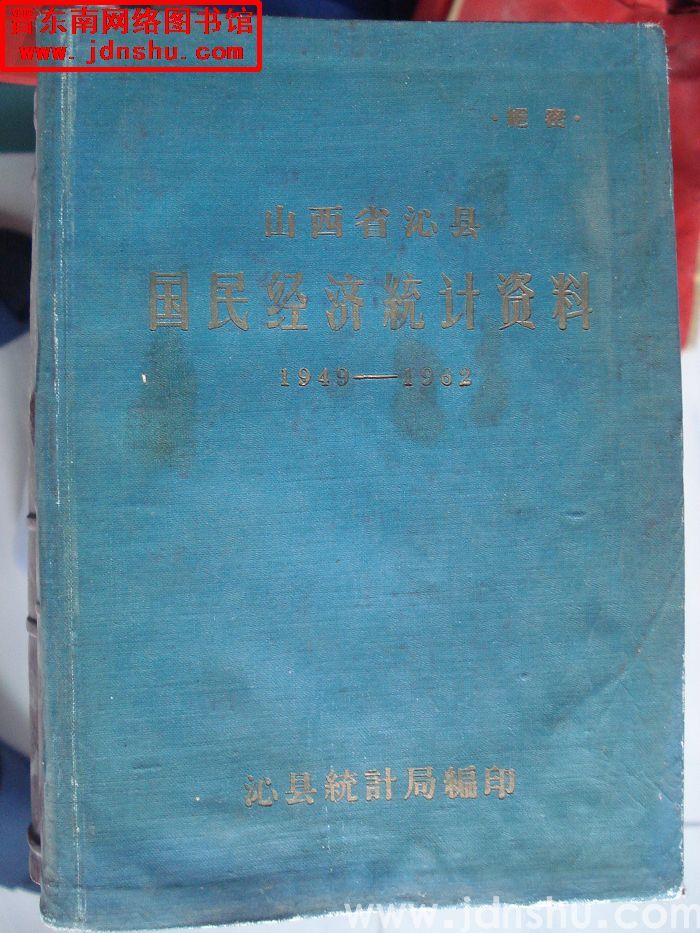 晋东南网络图书馆
www.jdnshu.com
·絕密·
山西省沁县
国民经济統计资料
1949——1962
沁县統計局編印
www.jdnshu.com